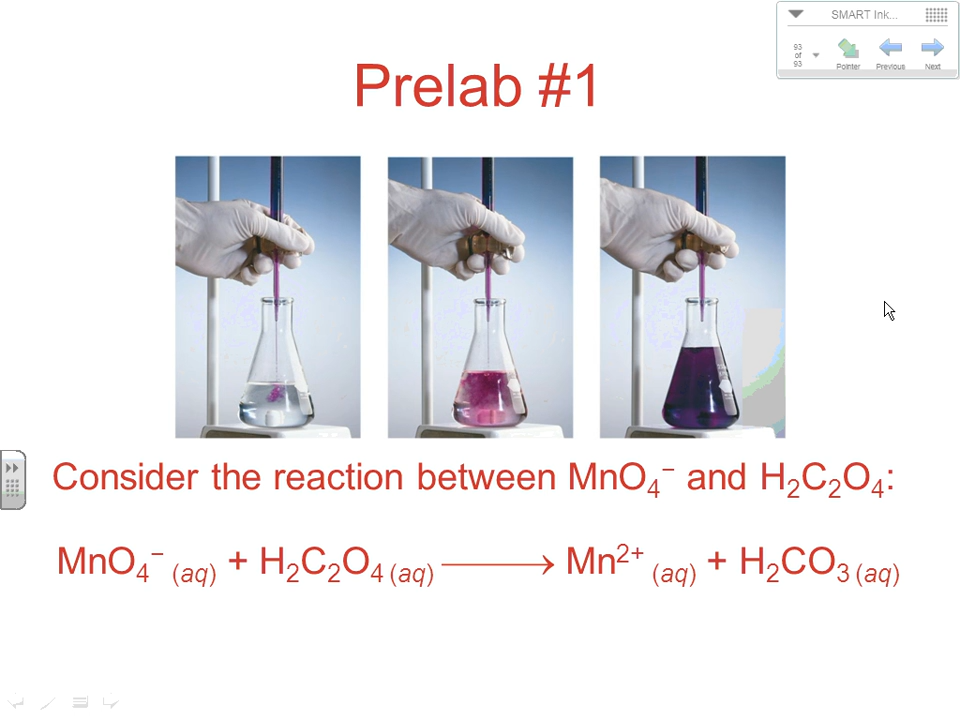 SMART Ink...
93
of
93
Pointer Previous Next
Prelab #1
Consider the reaction between MnO₄⁻ and H₂C₂O₄:
MnO₄⁻ (aq) + H₂C₂O₄ (aq) ⟶ Mn²⁺ (aq) + H₂CO₃ (aq)